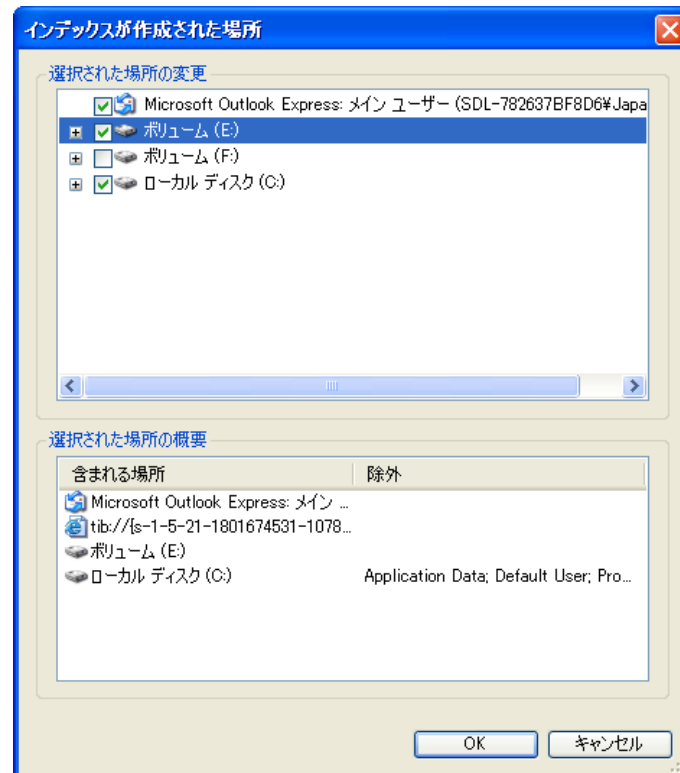 インデックスが作成された場所
選択された場所の変更
Microsoft Outlook Express: メイン ユーザー (SDL-782637BF8D6¥Japa
ボリューム (E:)
ボリューム (F:)
ローカル ディスク (C:)
選択された場所の概要
含まれる場所 除外
Microsoft Outlook Express: メイン ...
tib://{s-1-5-21-1801674531-1078...
ボリューム (E:)
ローカル ディスク (C:) Application Data; Default User; Pro...
OK キャンセル